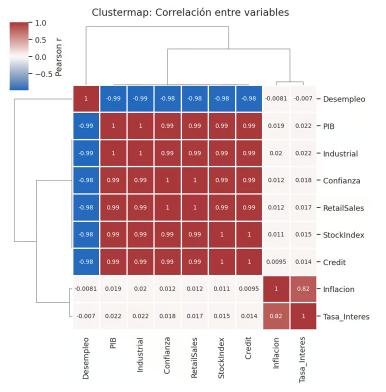 Clustermap: Correlación entre variables
1.0
0.5
0.0
−0.5
Pearson r
1 -0.99 -0.99 -0.98 -0.98 -0.98 -0.98 -0.0081 -0.007 Desempleo
-0.99 1 1 0.99 0.99 0.99 0.99 0.019 0.022 PIB
-0.99 1 1 0.99 0.99 0.99 0.99 0.02 0.022 Industrial
-0.98 0.99 0.99 1 1 0.99 0.99 0.012 0.018 Confianza
-0.98 0.99 0.99 1 1 0.99 0.99 0.012 0.017 RetailSales
-0.98 0.99 0.99 0.99 0.99 1 1 0.011 0.015 StockIndex
-0.98 0.99 0.99 0.99 0.99 1 1 0.0095 0.014 Credit
-0.0081 0.019 0.02 0.012 0.012 0.011 0.0095 1 0.82 Inflacion
-0.007 0.022 0.022 0.018 0.017 0.015 0.014 0.82 1 Tasa_Interes
Desempleo PIB Industrial Confianza RetailSales StockIndex Credit Inflacion Tasa_Interes